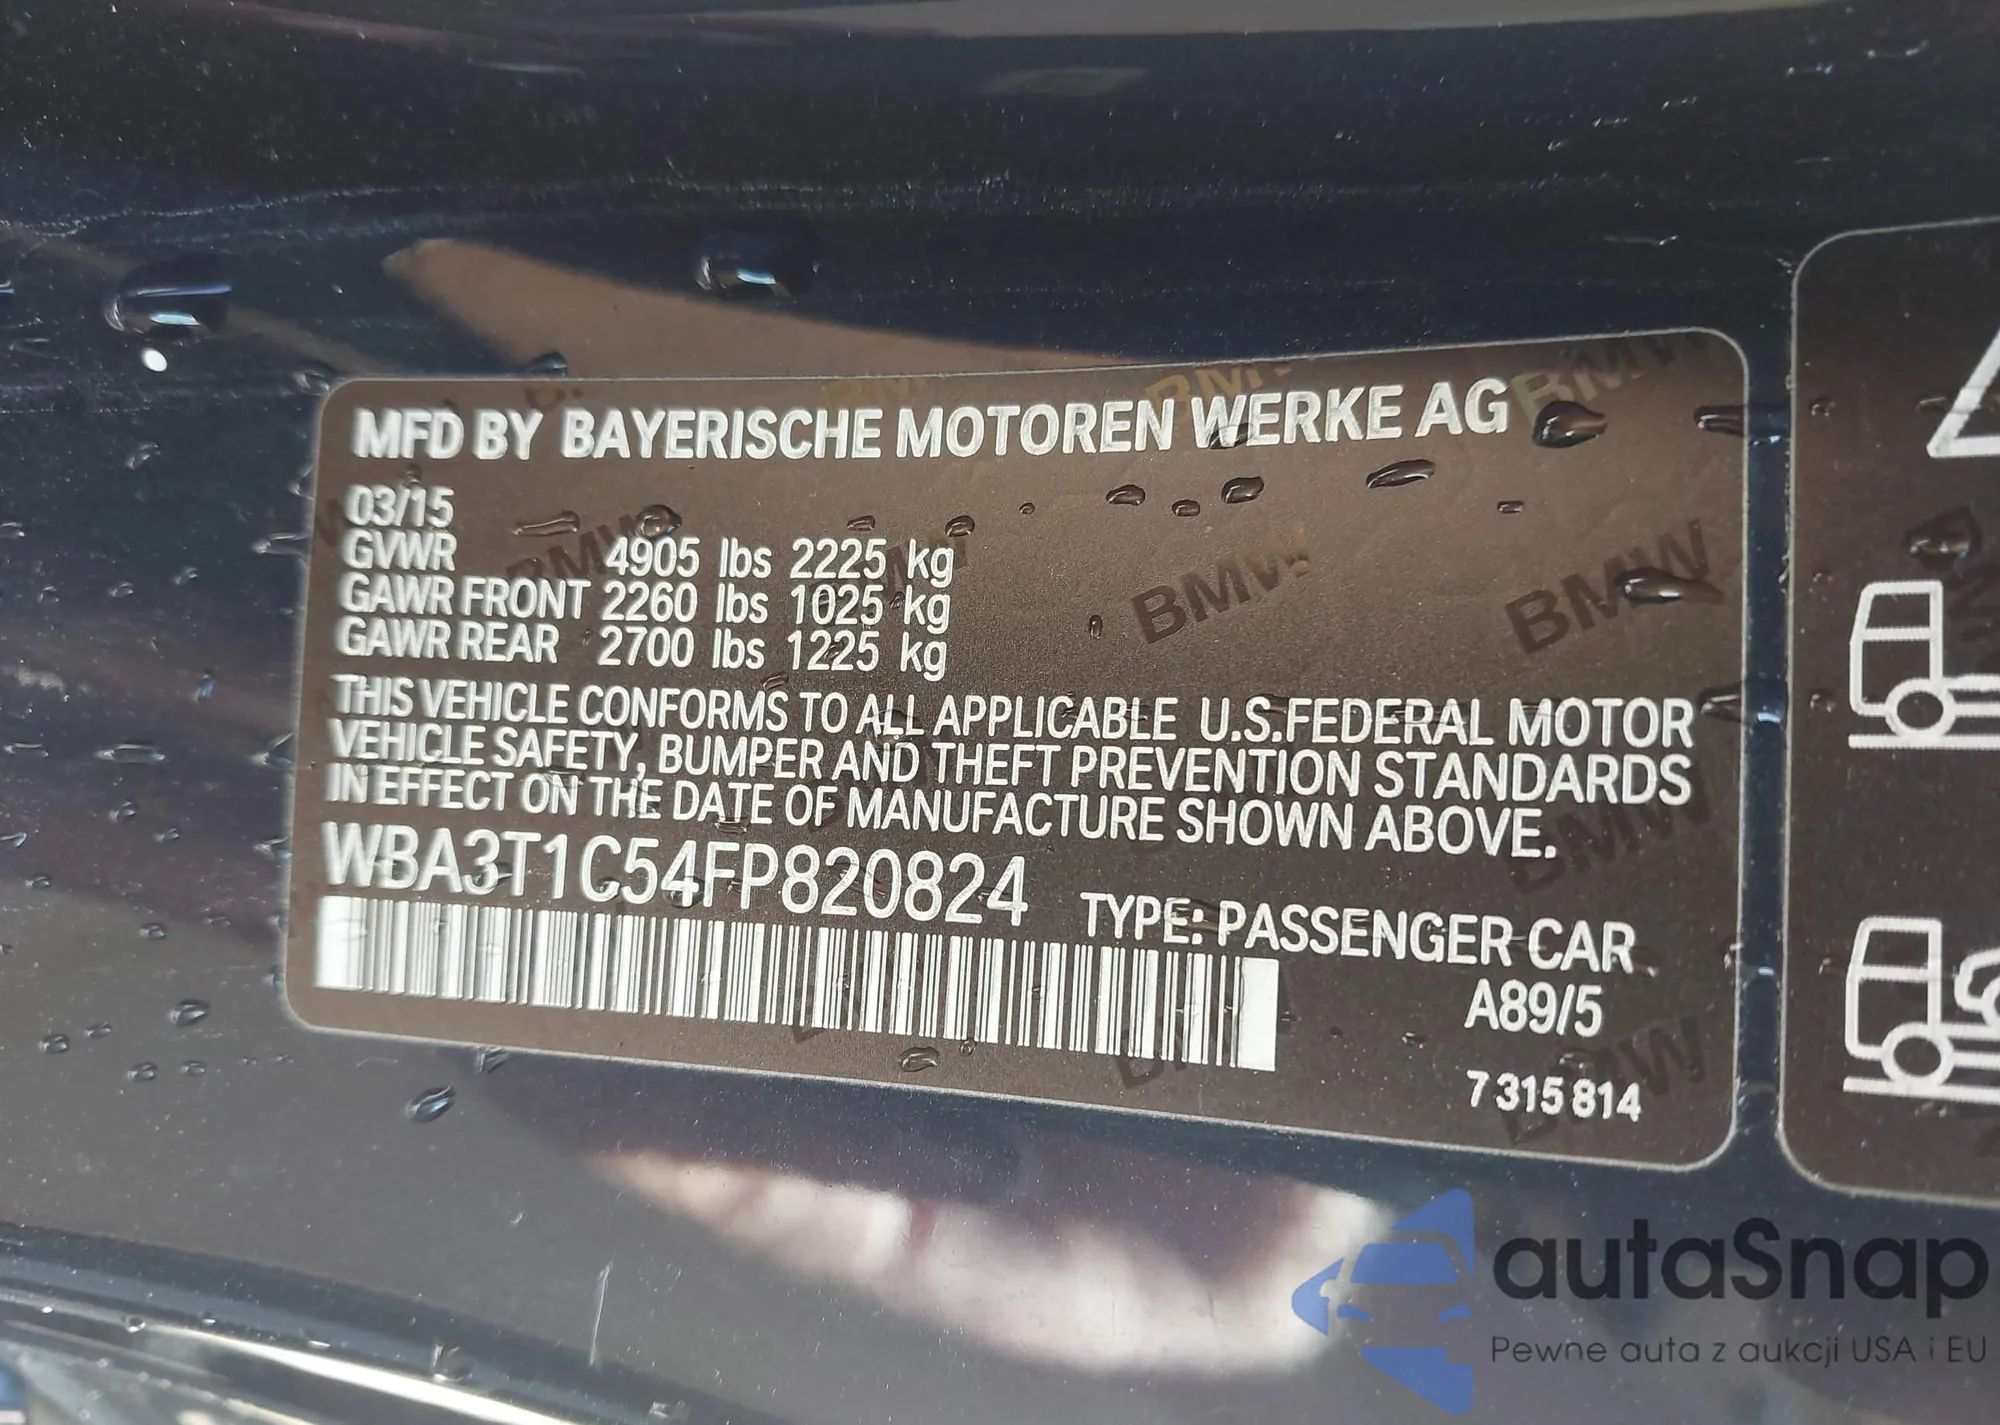 MFD BY BAYERISCHE MOTOREN WERKE AG
03/15
GVWR 4905 lbs 2225 kg
GAWR FRONT 2260 lbs 1025 kg
GAWR REAR 2700 lbs 1225 kg
THIS VEHICLE CONFORMS TO ALL APPLICABLE U.S.FEDERAL MOTOR
VEHICLE SAFETY, BUMPER AND THEFT PREVENTION STANDARDS
IN EFFECT ON THE DATE OF MANUFACTURE SHOWN ABOVE.
WBA3T1C54FP820824 TYPE: PASSENGER CAR
A89/5
7 315 814
autaSnap
Pewne auta z aukcji USA i EU